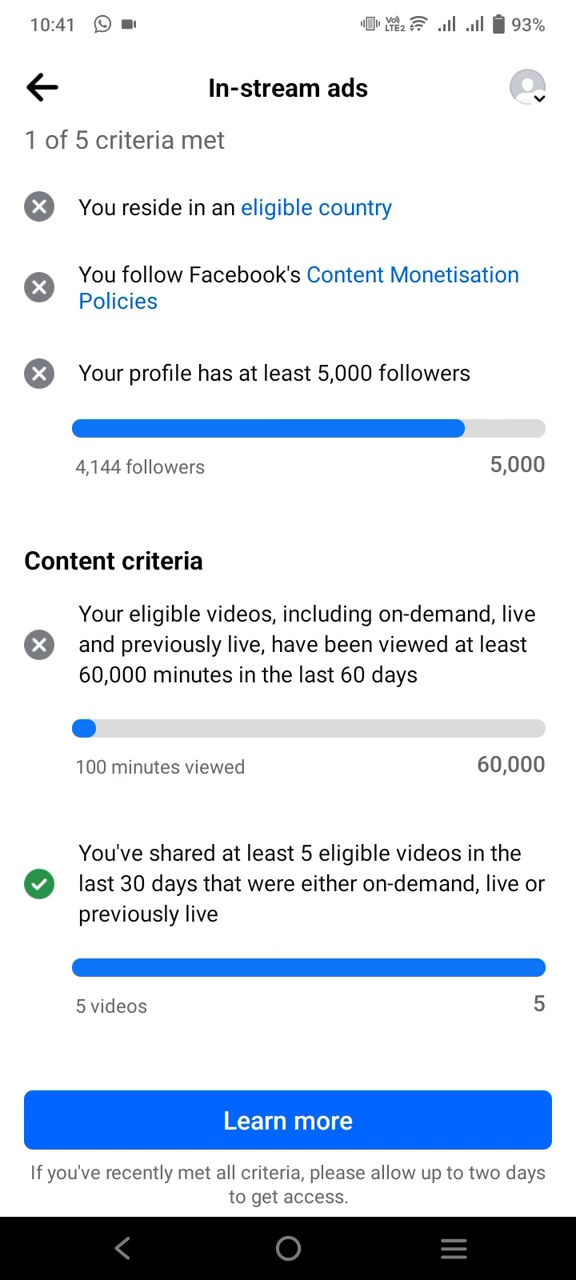 10:41
Vo) LTE2 93%
In-stream ads
1 of 5 criteria met
You reside in an eligible country
You follow Facebook's Content Monetisation
Policies
Your profile has at least 5,000 followers
4,144 followers 5,000
Content criteria
Your eligible videos, including on-demand, live
and previously live, have been viewed at least
60,000 minutes in the last 60 days
100 minutes viewed 60,000
You've shared at least 5 eligible videos in the
last 30 days that were either on-demand, live or
previously live
5 videos 5
Learn more
If you've recently met all criteria, please allow up to two days
to get access.